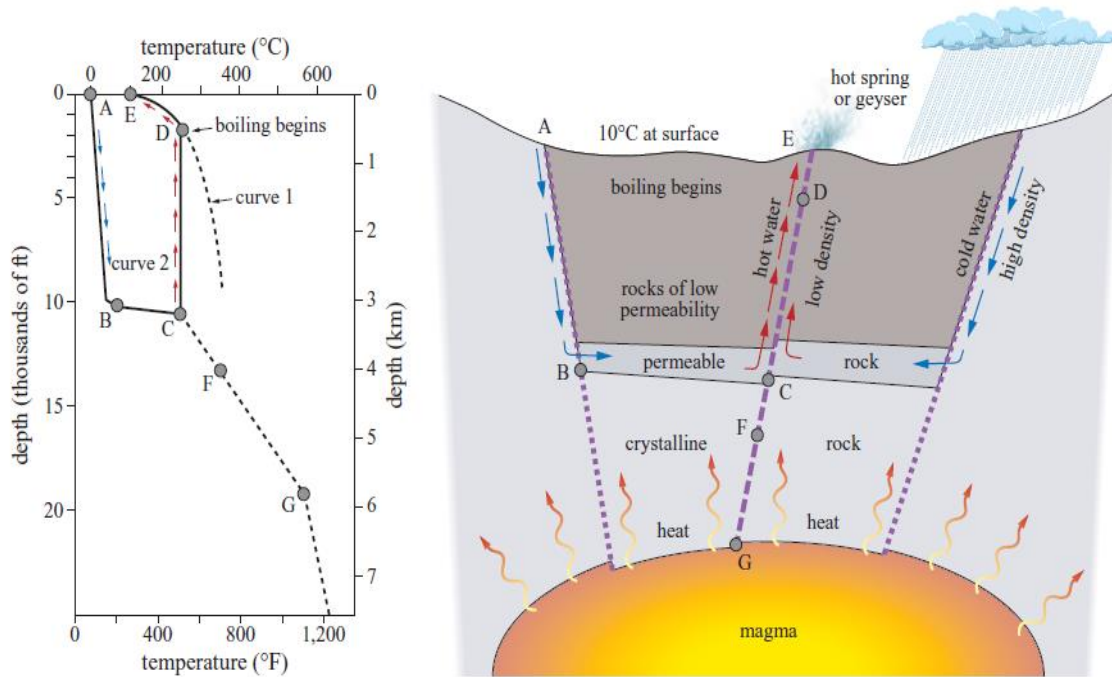 temperature (°C)
0 200 400 600
0 A E 0
D boiling begins
1
5 curve 1
2
curve 2
10 B C 3
F 4
15
5
G 6
20
7
0 400 800 1,200
temperature (°F)
depth (thousands of ft)
depth (km)
hot spring
or geyser
A 10°C at surface E
boiling begins D
hot water
low density
cold water
high density
rocks of low
permeability
B permeable rock
C
F
crystalline rock
heat heat
G
magma